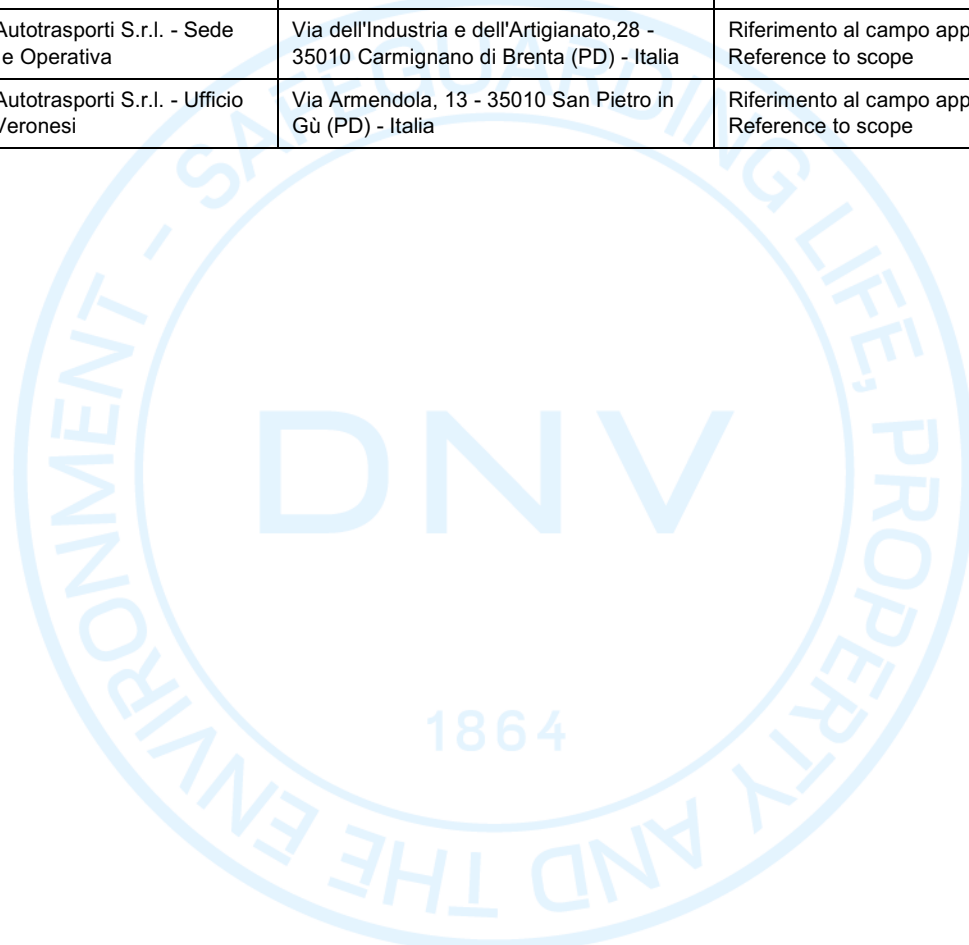 Autotrasporti S.r.l. - Sede
e Operativa
Via dell'Industria e dell'Artigianato,28 -
35010 Carmignano di Brenta (PD) - Italia
Riferimento al campo app
Reference to scope
Autotrasporti S.r.l. - Ufficio
Veronesi
Via Armendola, 13 - 35010 San Pietro in
Gù (PD) - Italia
Riferimento al campo app
Reference to scope
SAFEGUARDING LIFE, PROPERTY AND THE ENVIRONMENT -
DNV
1864